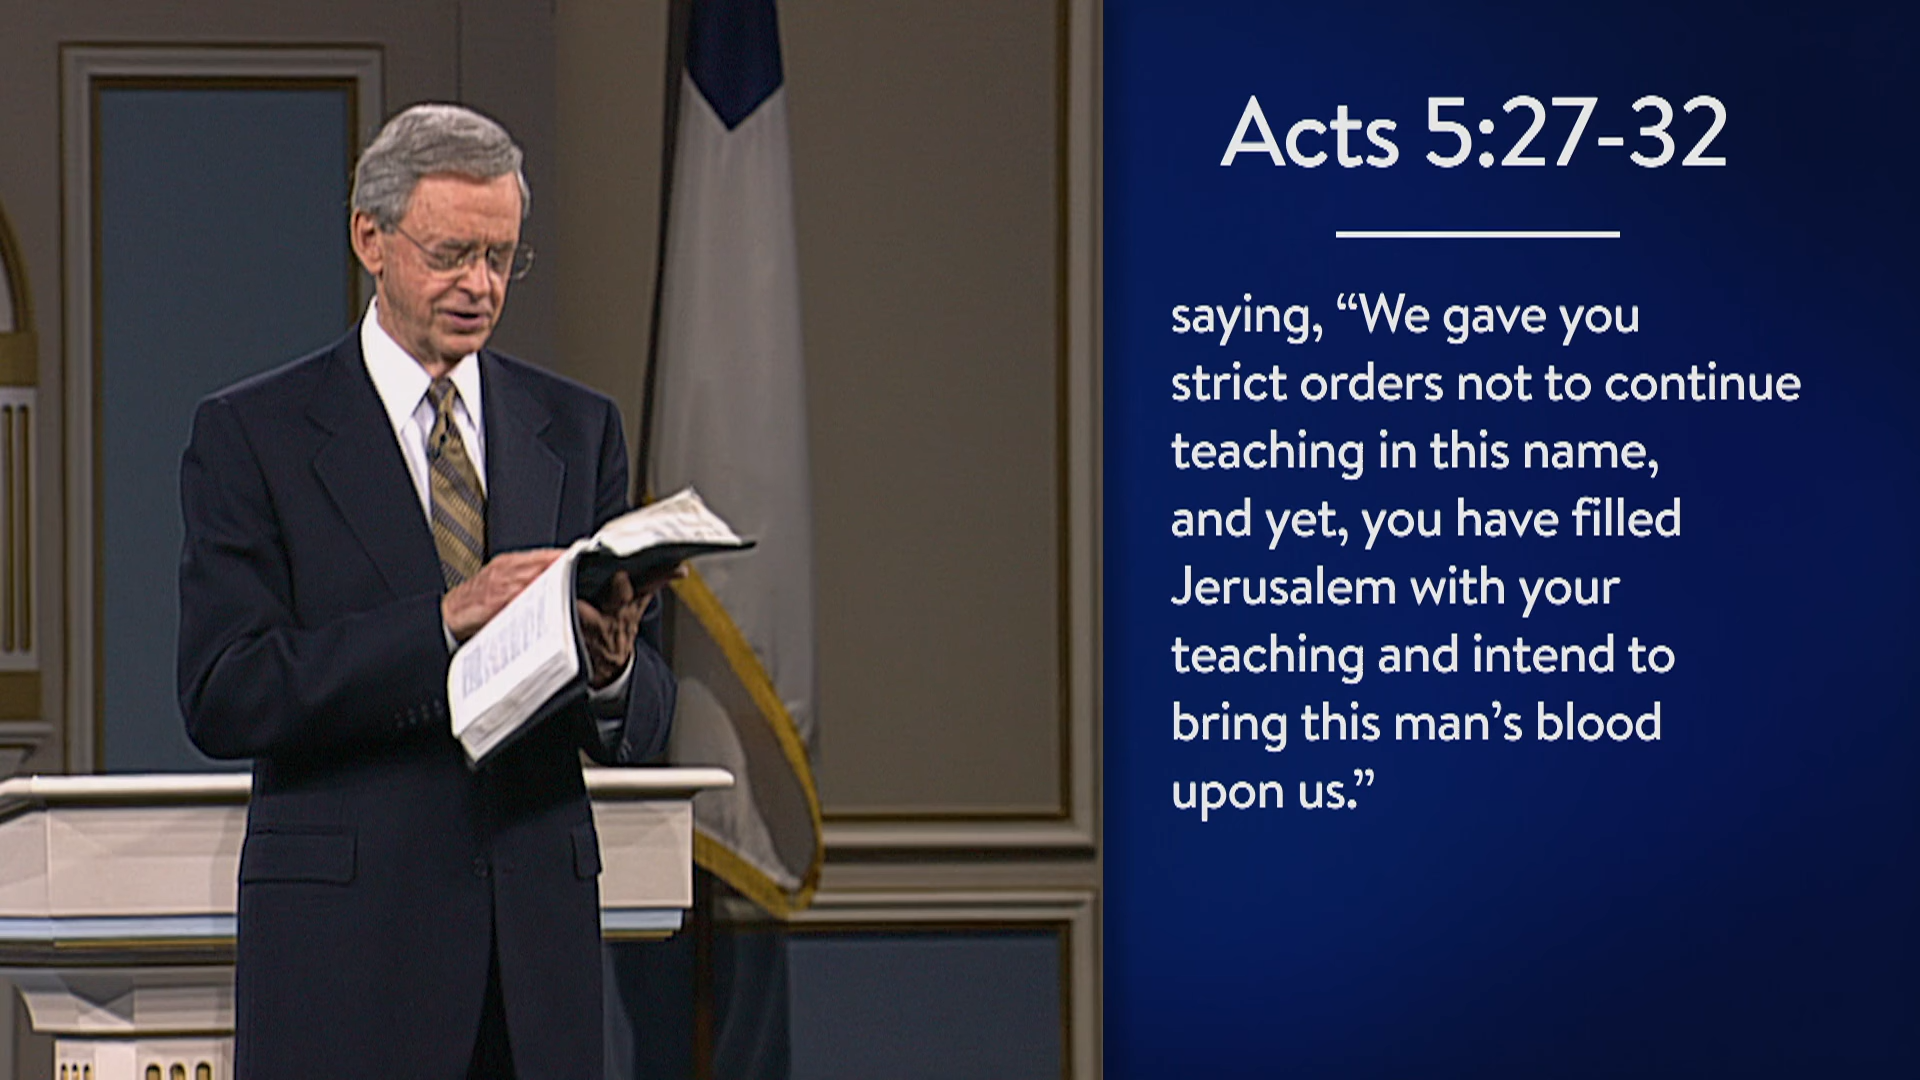 Acts 5:27-32
saying, “We gave you
strict orders not to continue
teaching in this name,
and yet, you have filled
Jerusalem with your
teaching and intend to
bring this man’s blood
upon us.”